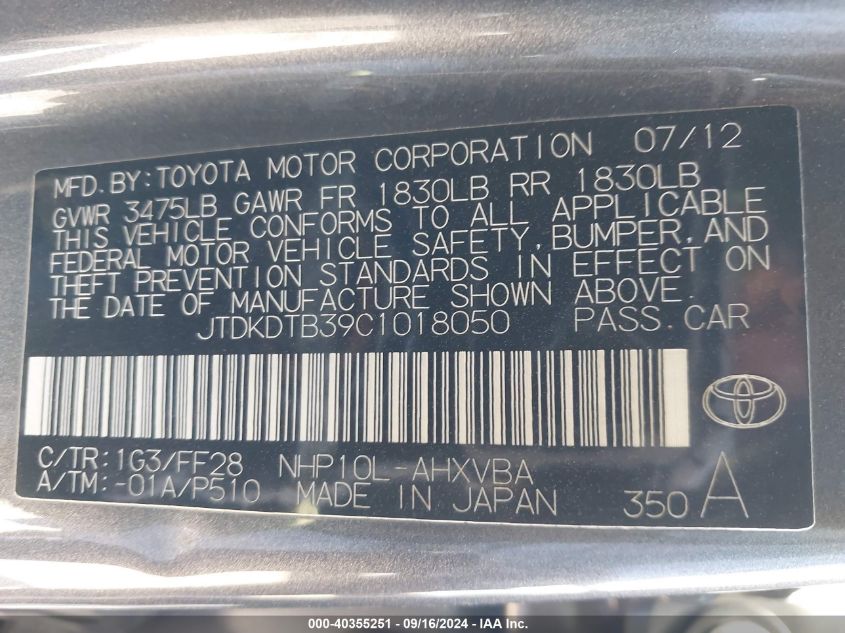 MFD. BY: TOYOTA MOTOR CORPORATION 07/12
GVWR 3475LB GAWR FR 1830LB RR 1830LB
THIS VEHICLE CONFORMS TO ALL APPLICABLE
FEDERAL MOTOR VEHICLE SAFETY, BUMPER, AND
THEFT PREVENTION STANDARDS IN EFFECT ON
THE DATE OF MANUFACTURE SHOWN ABOVE.
JTDKDTB39C1018050 PASS. CAR
C/TR: 1G3/FF28 NHP10L-AHXVBA
A/TM: -01A/P510 MADE IN JAPAN 350 A
000-40355251 - 09/16/2024 - IAA Inc.